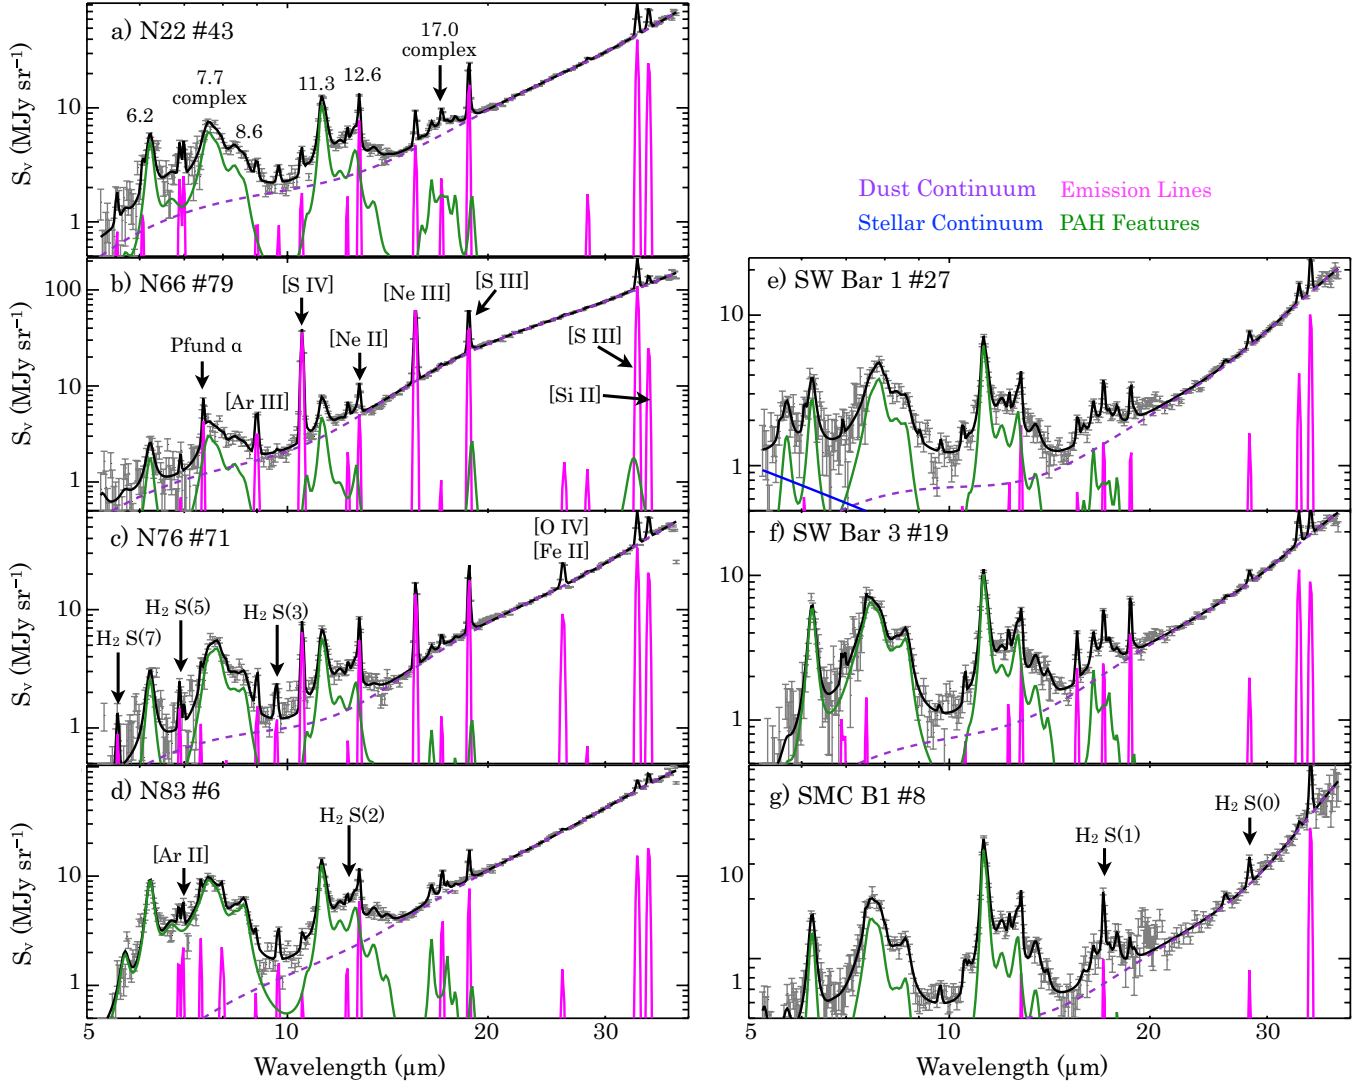 a) N22 #43
6.2
7.7
complex
8.6
11.3
12.6
17.0
complex
10
1
Sᵥ (MJy sr⁻¹)
Dust Continuum
Emission Lines
Stellar Continuum
PAH Features
b) N66 #79
Pfund α
[Ar III]
[S IV]
[Ne II]
[Ne III]
[S III]
[S III]
[Si II]
100
10
1
Sᵥ (MJy sr⁻¹)
c) N76 #71
H₂ S(7)
H₂ S(5)
H₂ S(3)
[O IV]
[Fe II]
10
1
Sᵥ (MJy sr⁻¹)
d) N83 #6
[Ar II]
H₂ S(2)
10
1
Sᵥ (MJy sr⁻¹)
5
10
20
30
Wavelength (μm)
e) SW Bar 1 #27
10
1
f) SW Bar 3 #19
10
1
g) SMC B1 #8
H₂ S(1)
H₂ S(0)
10
1
5
10
20
30
Wavelength (μm)